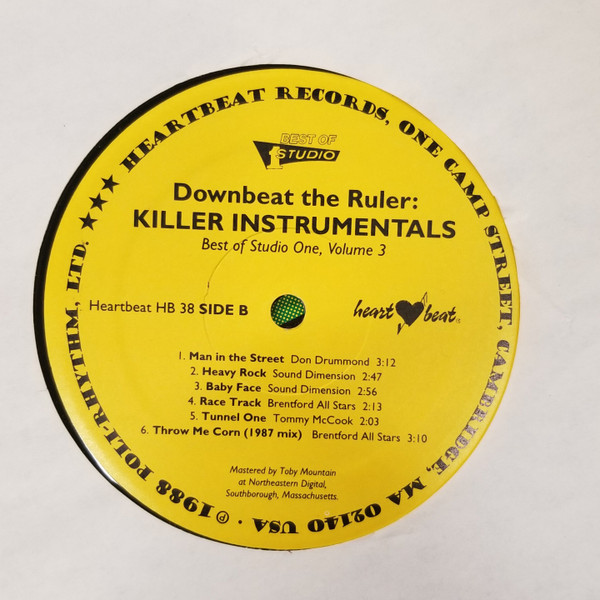 ★★★ HEARTBEAT RECORDS, ONE CAMP STREET, CAMBRIDGE, MA 02140 USA · ℗ 1988 POLI-RHYTHM, LTD.
BEST OF
STUDIO 1
Downbeat the Ruler:
KILLER INSTRUMENTALS
Best of Studio One, Volume 3
Heartbeat HB 38 SIDE B
heart beat
1. Man in the Street Don Drummond 3:12
2. Heavy Rock Sound Dimension 2:47
3. Baby Face Sound Dimension 2:56
4. Race Track Brentford All Stars 2:13
5. Tunnel One Tommy McCook 2:03
6. Throw Me Corn (1987 mix) Brentford All Stars 3:10
Mastered by Toby Mountain
at Northeastern Digital,
Southborough, Massachusetts.